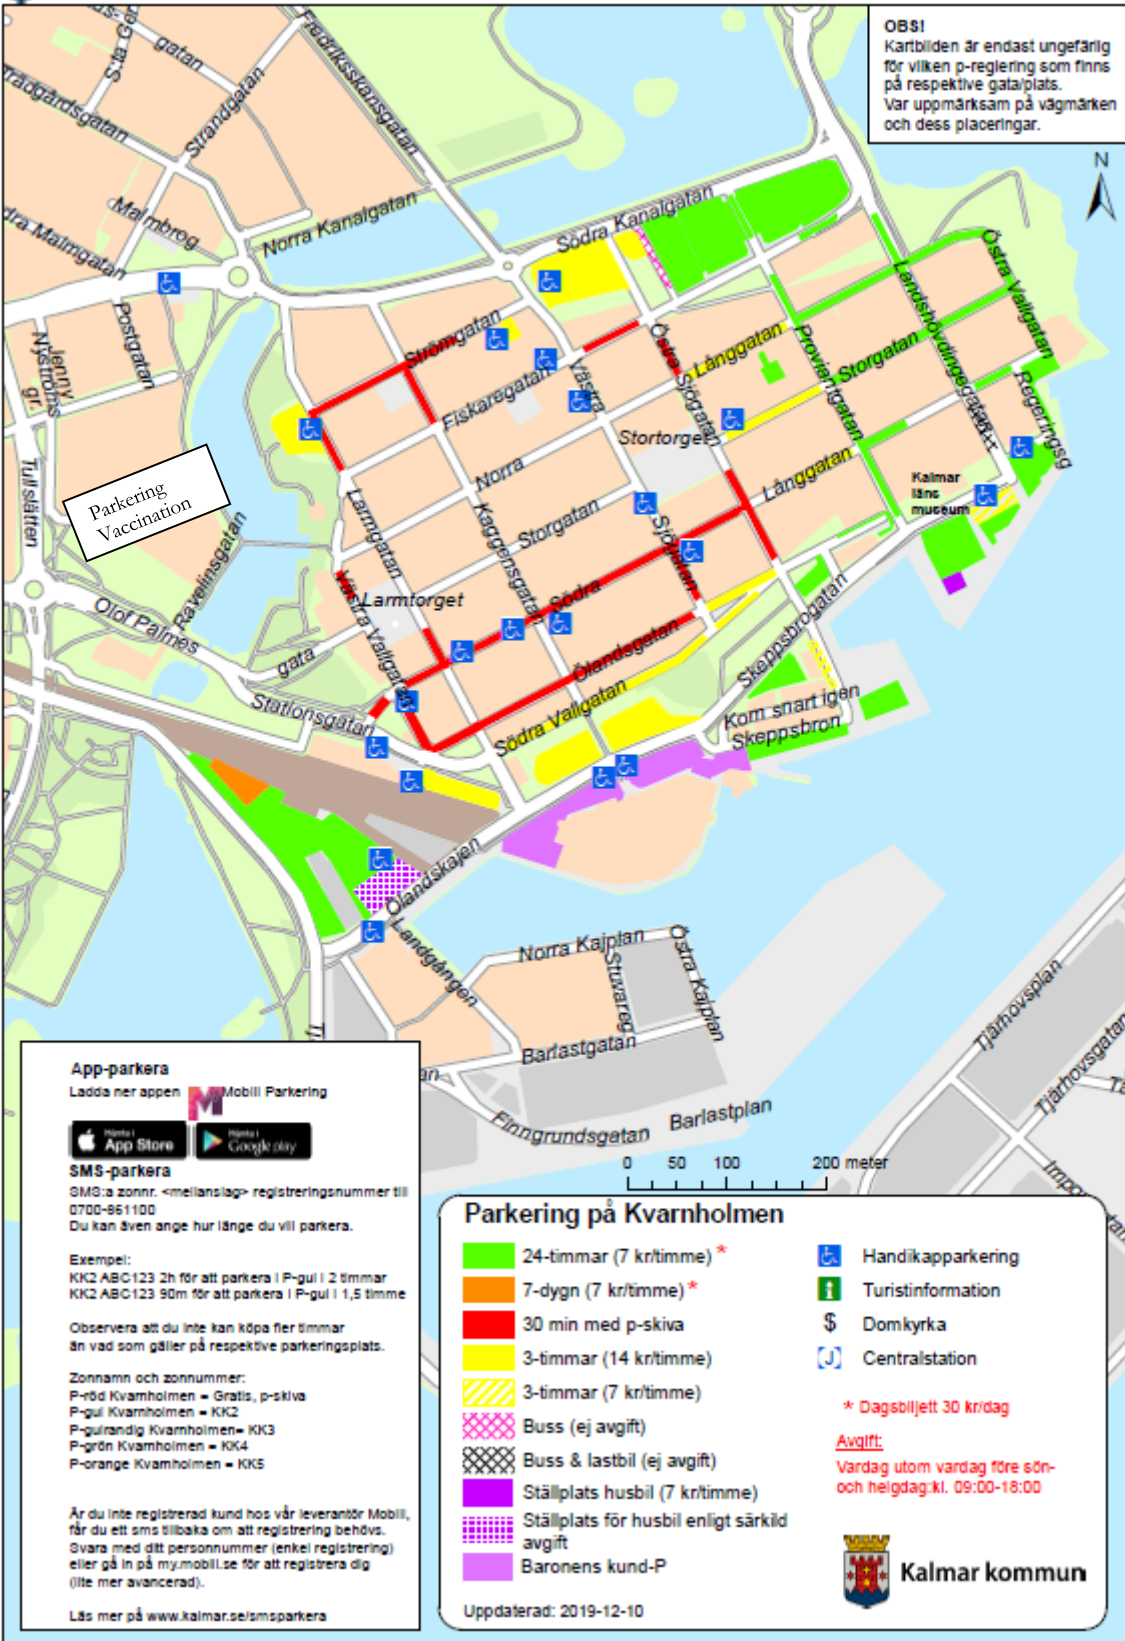 OBS!
Kartbilden är endast ungefärlig
för vilken p-reglering som finns
på respektive gata/plats.
Var uppmärksam på vägmärken
och dess placeringar.
N
S:ta Ger
gatan
Fredriksskansgatan
Trädgårdsgatan
Strandgatan
Malmbrog
dra Malmgatan
Norra Kanalgatan
Södra Kanalgatan
Postgatan
Jenny
Nyströms
gr.
Strömgatan
Fiskaregatan
Västra
Östra
Sjögatan
Långgatan
Proviantgatan
Storgatan
Landshövdingegatan
Östra Vallgatan
Regeringsg
Stortorget
Norra
Långgatan
Kalmar
läns
museum
Tullslätten
Parkering
Vaccination
Ravelinsgatan
Larmgatan
Kaggensgatan
Storgatan
Sjögatan
Västra Vallgatan
Larmtorget
Södra
Olof Palmes
gata
Stationsgatan
Ölandsgatan
Södra Vallgatan
Skeppsbrogatan
Kom snart igen
Skeppsbron
Ölandskajen
Landgången
Norra Kajplan
Stuvareg
Östra Kajplan
Barlastgatan
Tj
an
Finngrundsgatan
Barlastplan
Tjärhovsplan
Tjärhovsgatan
0 50 100 200 meter
App-parkera
Ladda ner appen M Mobill Parkering
Hämta i
App Store
Hämta i
Google play
SMS-parkera
SMS:a zonnr. <mellanslag> registreringsnummer till
0700-861100
Du kan även ange hur länge du vill parkera.
Exempel:
KK2 ABC123 2h för att parkera i P-gul i 2 timmar
KK2 ABC123 90m för att parkera i P-gul i 1,5 timme
Observera att du inte kan köpa fler timmar
än vad som gäller på respektive parkeringsplats.
Zonnamn och zonnummer:
P-röd Kvarnholmen = Gratis, p-skiva
P-gul Kvarnholmen = KK2
P-gulrandig Kvarnholmen= KK3
P-grön Kvarnholmen = KK4
P-orange Kvarnholmen = KK5
Är du inte registrerad kund hos vår leverantör Mobill,
får du ett sms tillbaka om att registrering behövs.
Svara med ditt personnummer (enkel registrering)
eller gå in på my.mobill.se för att registrera dig
(lite mer avancerad).
Läs mer på www.kalmar.se/smsparkera
Parkering på Kvarnholmen
24-timmar (7 kr/timme) *
7-dygn (7 kr/timme) *
30 min med p-skiva
3-timmar (14 kr/timme)
3-timmar (7 kr/timme)
Buss (ej avgift)
Buss & lastbil (ej avgift)
Ställplats husbil (7 kr/timme)
Ställplats för husbil enligt särkild
avgift
Baronens kund-P
Uppdaterad: 2019-12-10
Handikapparkering
i Turistinformation
$ Domkyrka
J Centralstation
* Dagsbiljett 30 kr/dag
Avgift:
Vardag utom vardag före sön-
och helgdag:kl. 09:00-18:00
Kalmar kommun